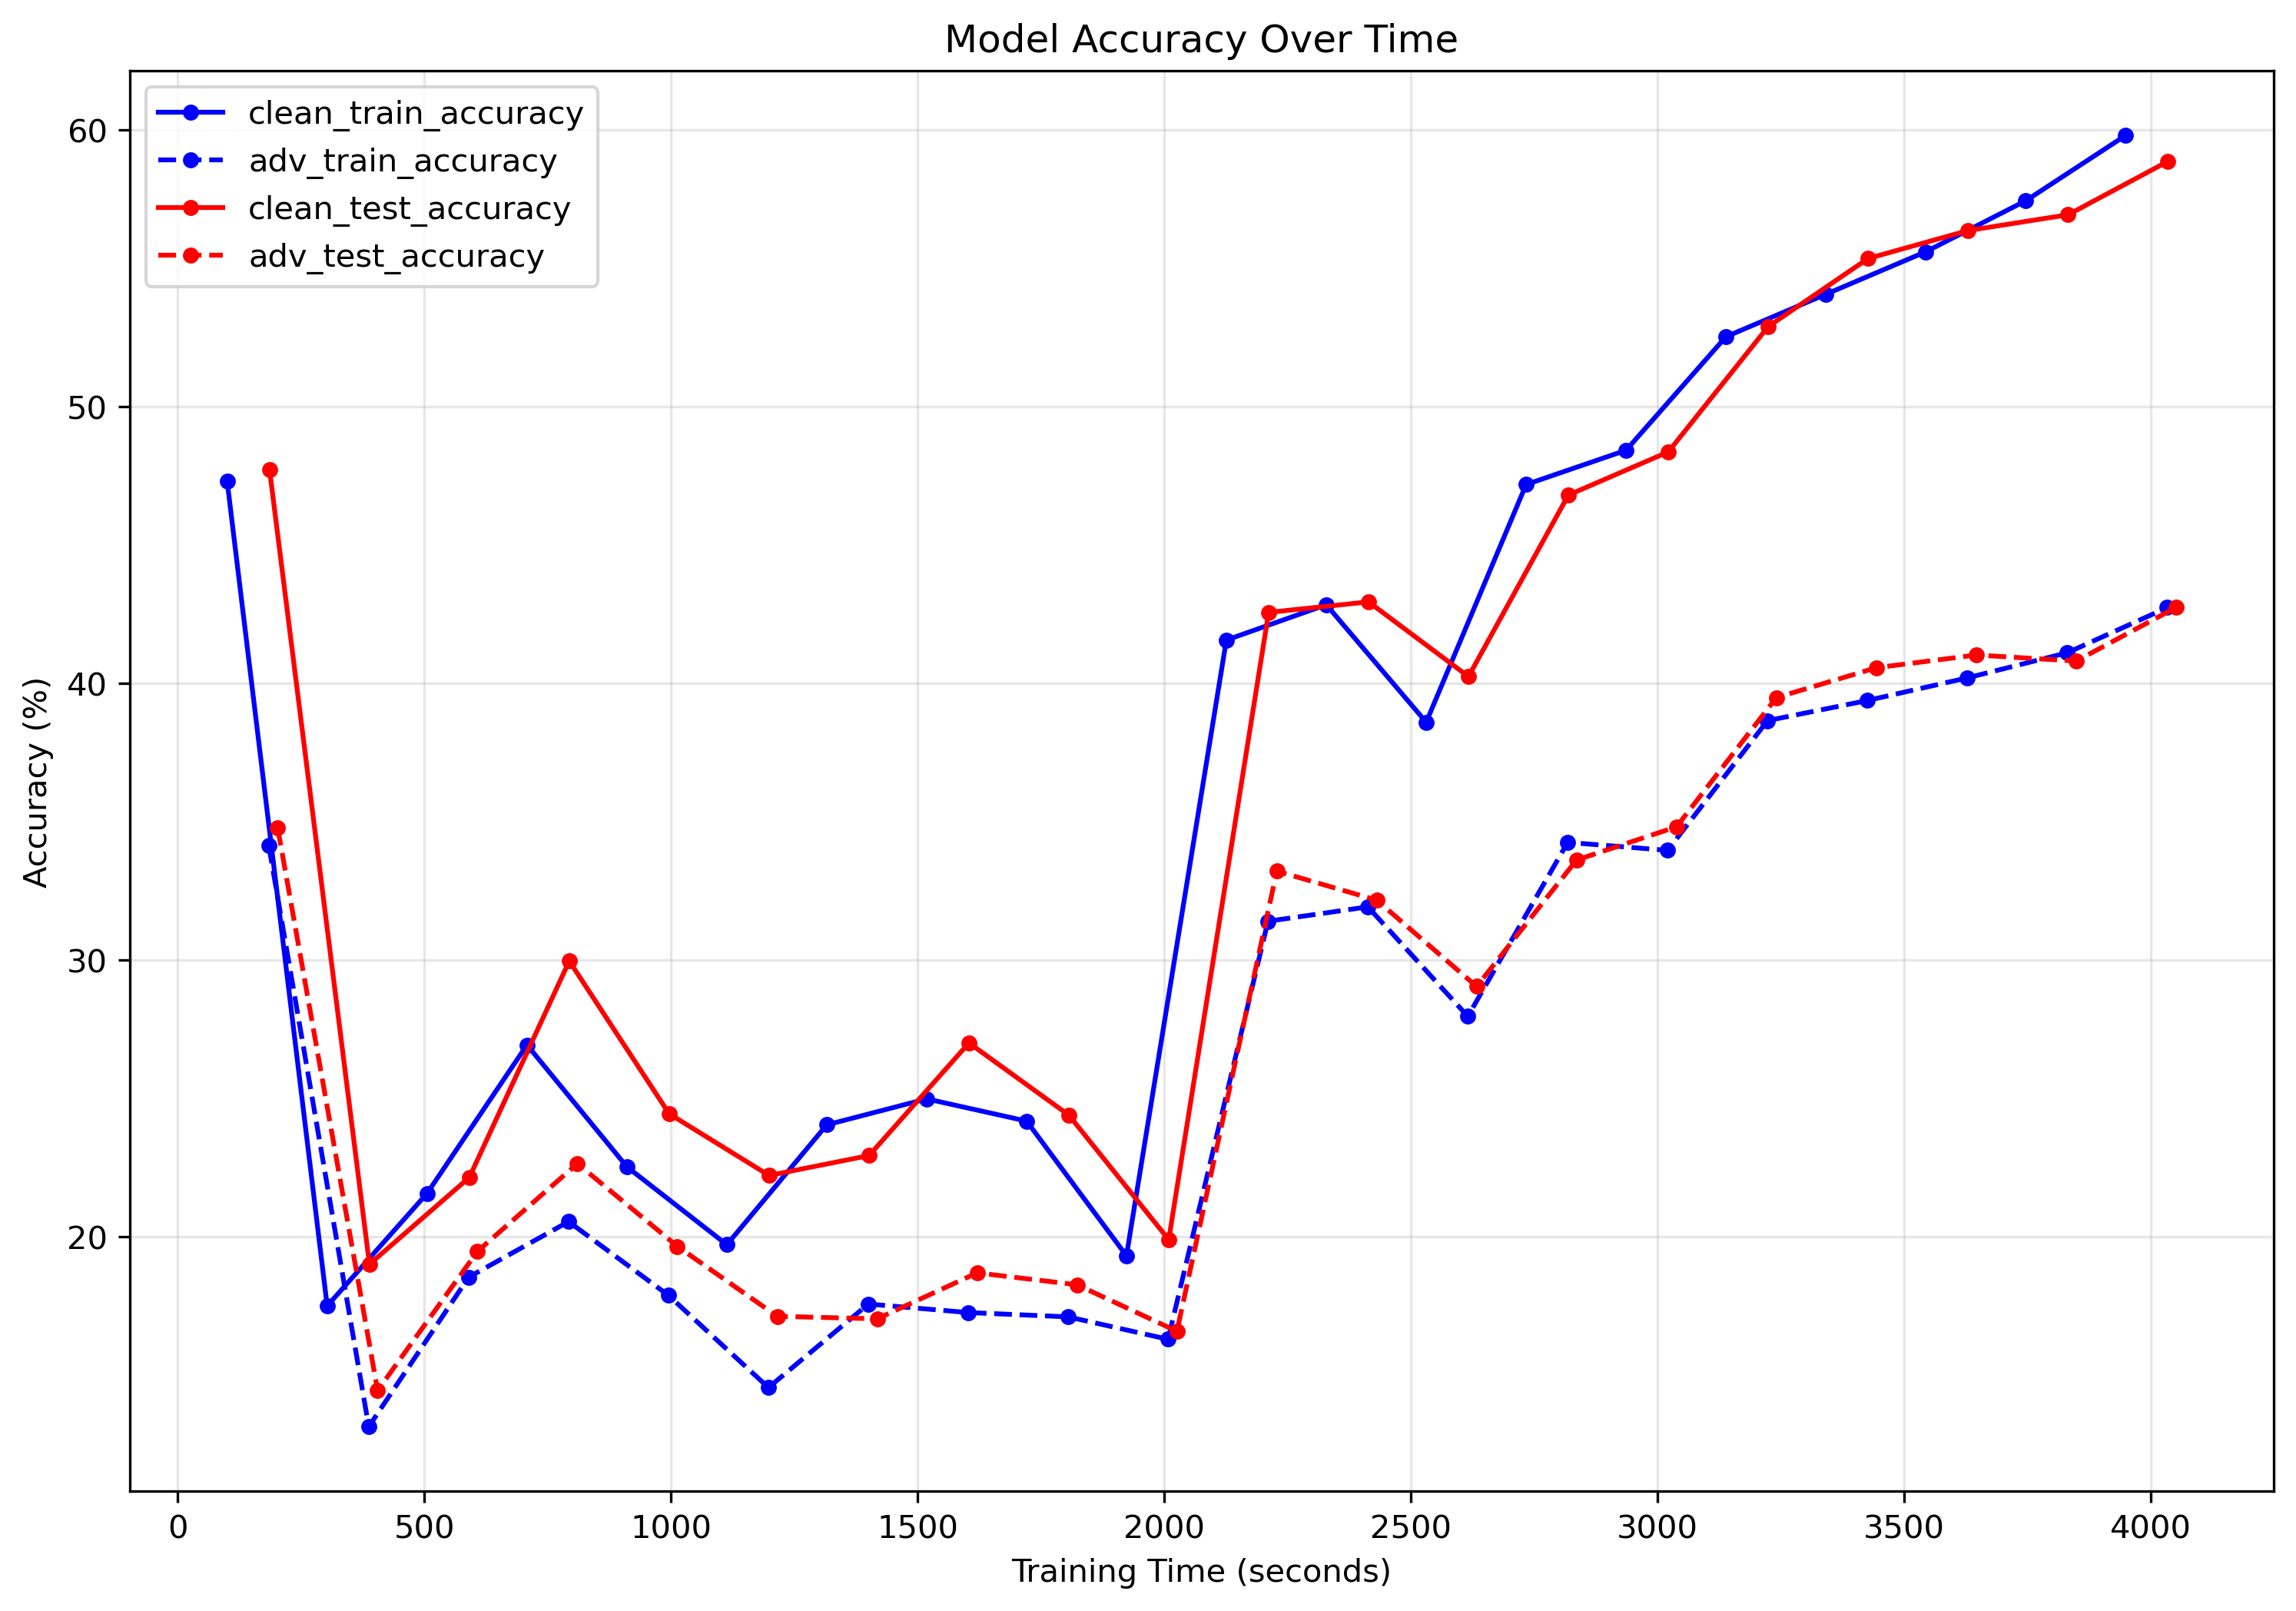 Model Accuracy Over Time
clean_train_accuracy
adv_train_accuracy
clean_test_accuracy
adv_test_accuracy
Accuracy (%)
60
50
40
30
20
0 500 1000 1500 2000 2500 3000 3500 4000
Training Time (seconds)